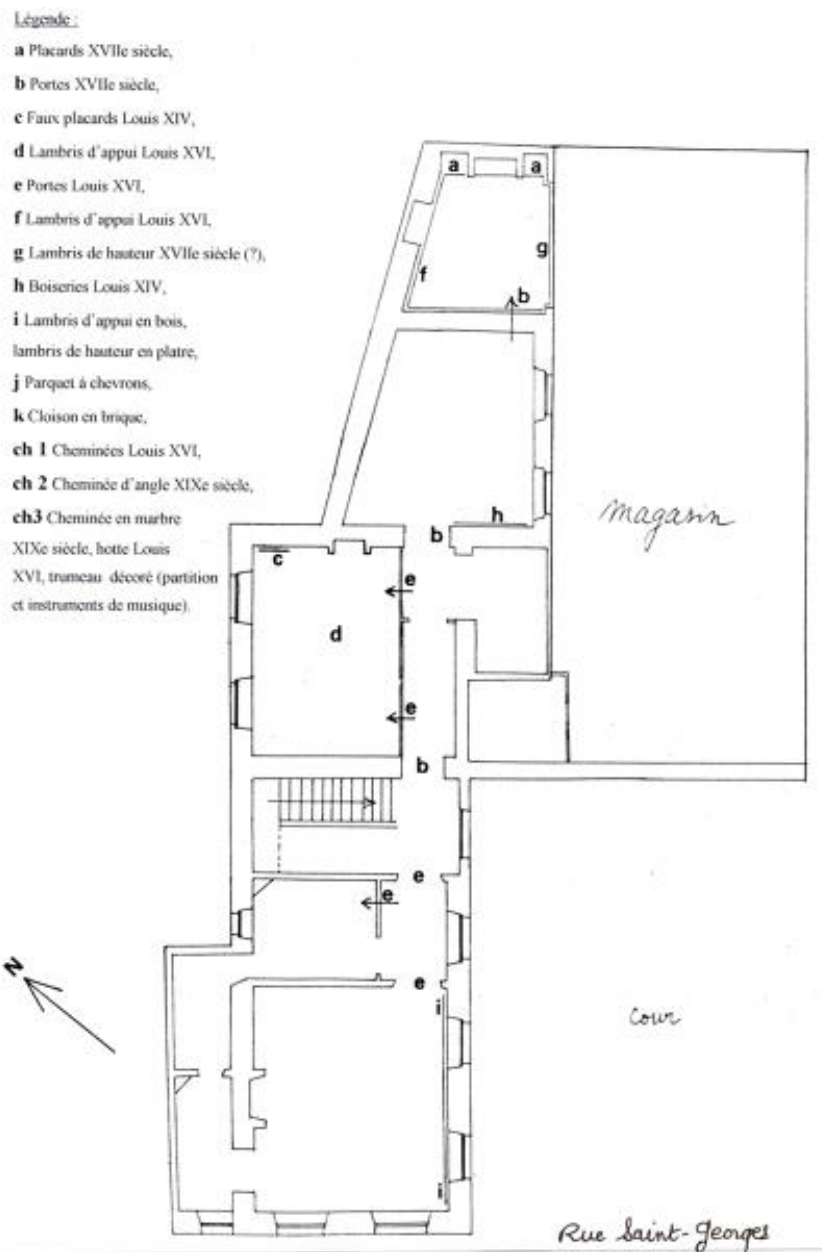 Légende :
a Placards XVIIe siècle,
b Portes XVIIe siècle,
c Faux placards Louis XIV,
d Lambris d'appui Louis XVI,
e Portes Louis XVI,
f Lambris d'appui Louis XVI,
g Lambris de hauteur XVIIe siècle (?),
h Boiseries Louis XIV,
i Lambris d'appui en bois,
lambris de hauteur en platre,
j Parquet à chevrons,
k Cloison en brique,
ch 1 Cheminées Louis XVI,
ch 2 Cheminée d'angle XIXe siècle,
ch3 Cheminée en marbre
XIXe siècle, hotte Louis
XVI, trumeau décoré (partition
et instruments de musique).
a
a
g
f
b
h
magasin
b
c
e
d
e
b
e
e
N
e
cour
Rue Saint-Georges